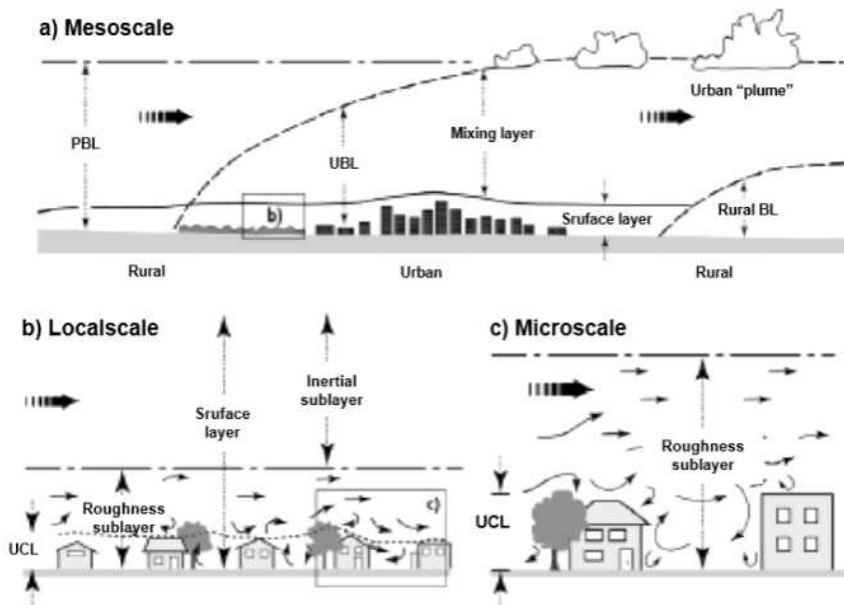 a) Mesoscale
Urban "plume"
PBL
Mixing layer
UBL
b)
Sruface layer
Rural BL
Rural
Urban
Rural
b) Localscale
Inertial
sublayer
Sruface
layer
Roughness
sublayer
c)
UCL
c) Microscale
Roughness
sublayer
UCL